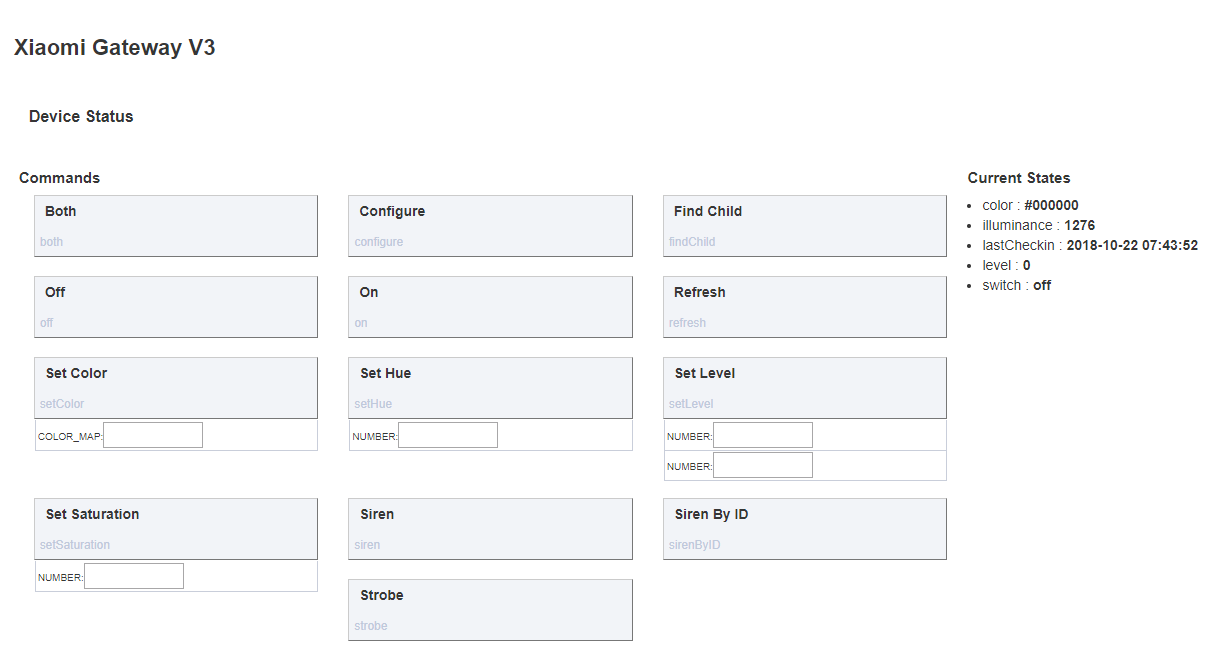 Xiaomi Gateway V3
Device Status
Commands
Both
both
Configure
configure
Find Child
findChild
Off
off
On
on
Refresh
refresh
Set Color
setColor
COLOR_MAP:
Set Hue
setHue
NUMBER:
Set Level
setLevel
NUMBER:
NUMBER:
Set Saturation
setSaturation
NUMBER:
Siren
siren
Siren By ID
sirenByID
Strobe
strobe
Current States
color : #000000
illuminance : 1276
lastCheckin : 2018-10-22 07:43:52
level : 0
switch : off